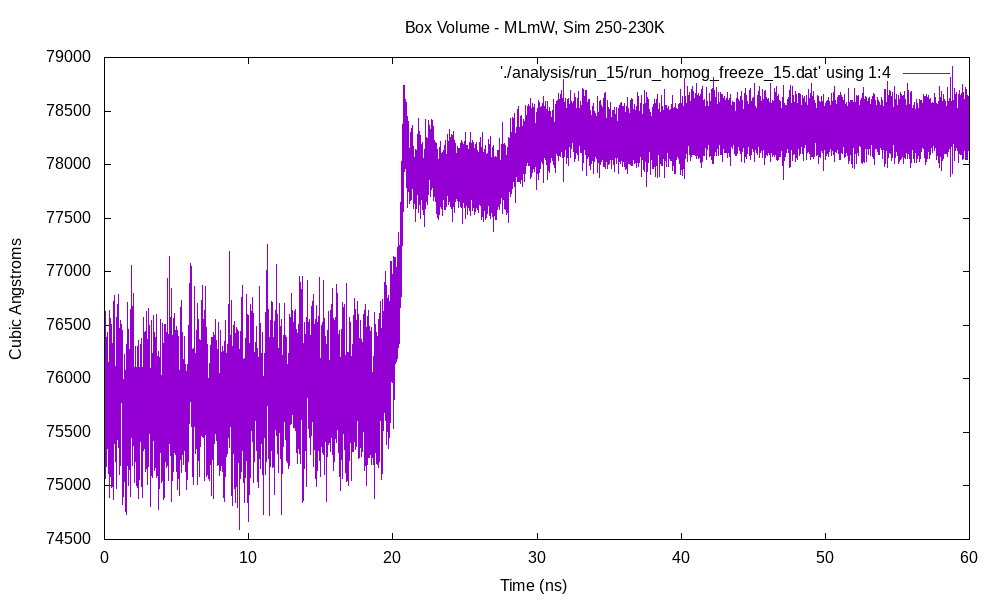 Box Volume - MLmW, Sim 250-230K
'./analysis/run_15/run_homog_freeze_15.dat' using 1:4
79000
78500
78000
77500
77000
76500
76000
75500
75000
74500
Cubic Angstroms
0 10 20 30 40 50 60
Time (ns)